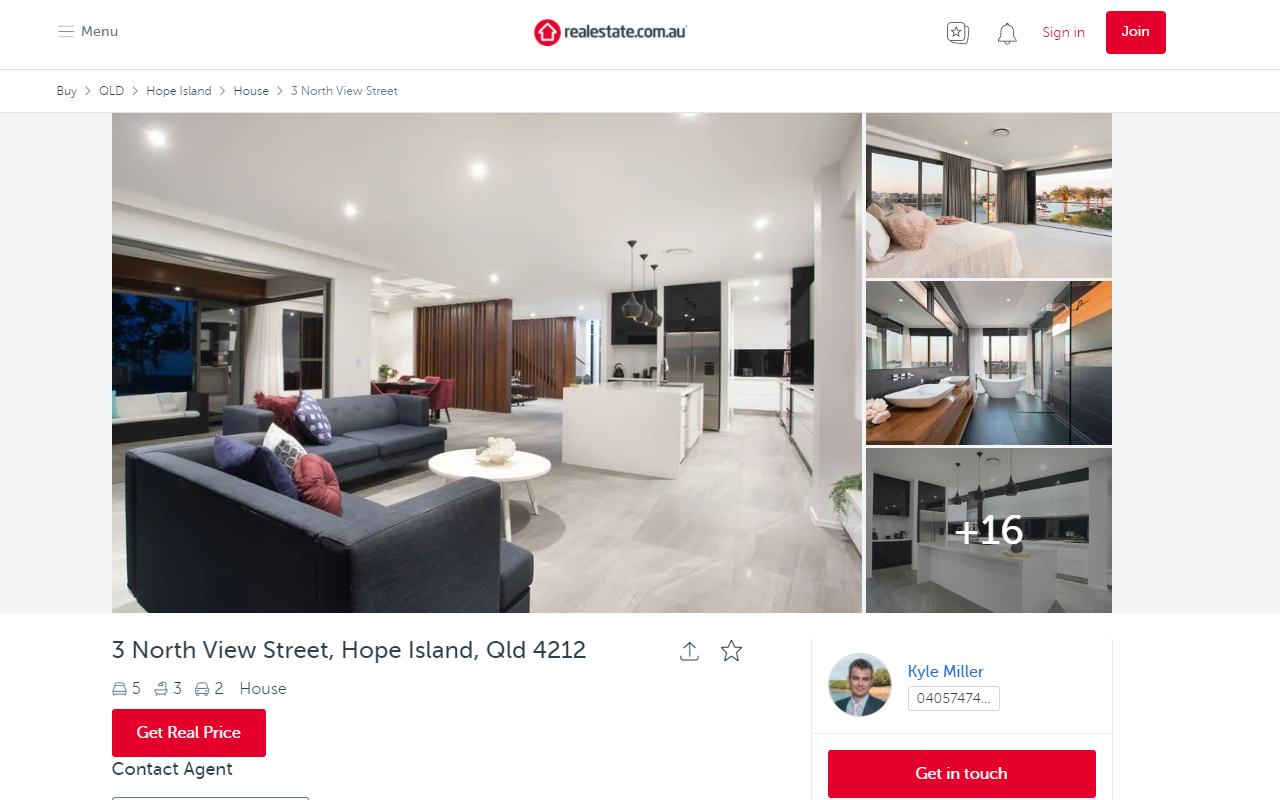 Menu
realestate.com.au
Sign in
Join
Buy > QLD > Hope Island > House > 3 North View Street
+16
3 North View Street, Hope Island, Qld 4212
5 3 2 House
Get Real Price
Contact Agent
Kyle Miller
04057474...
Get in touch